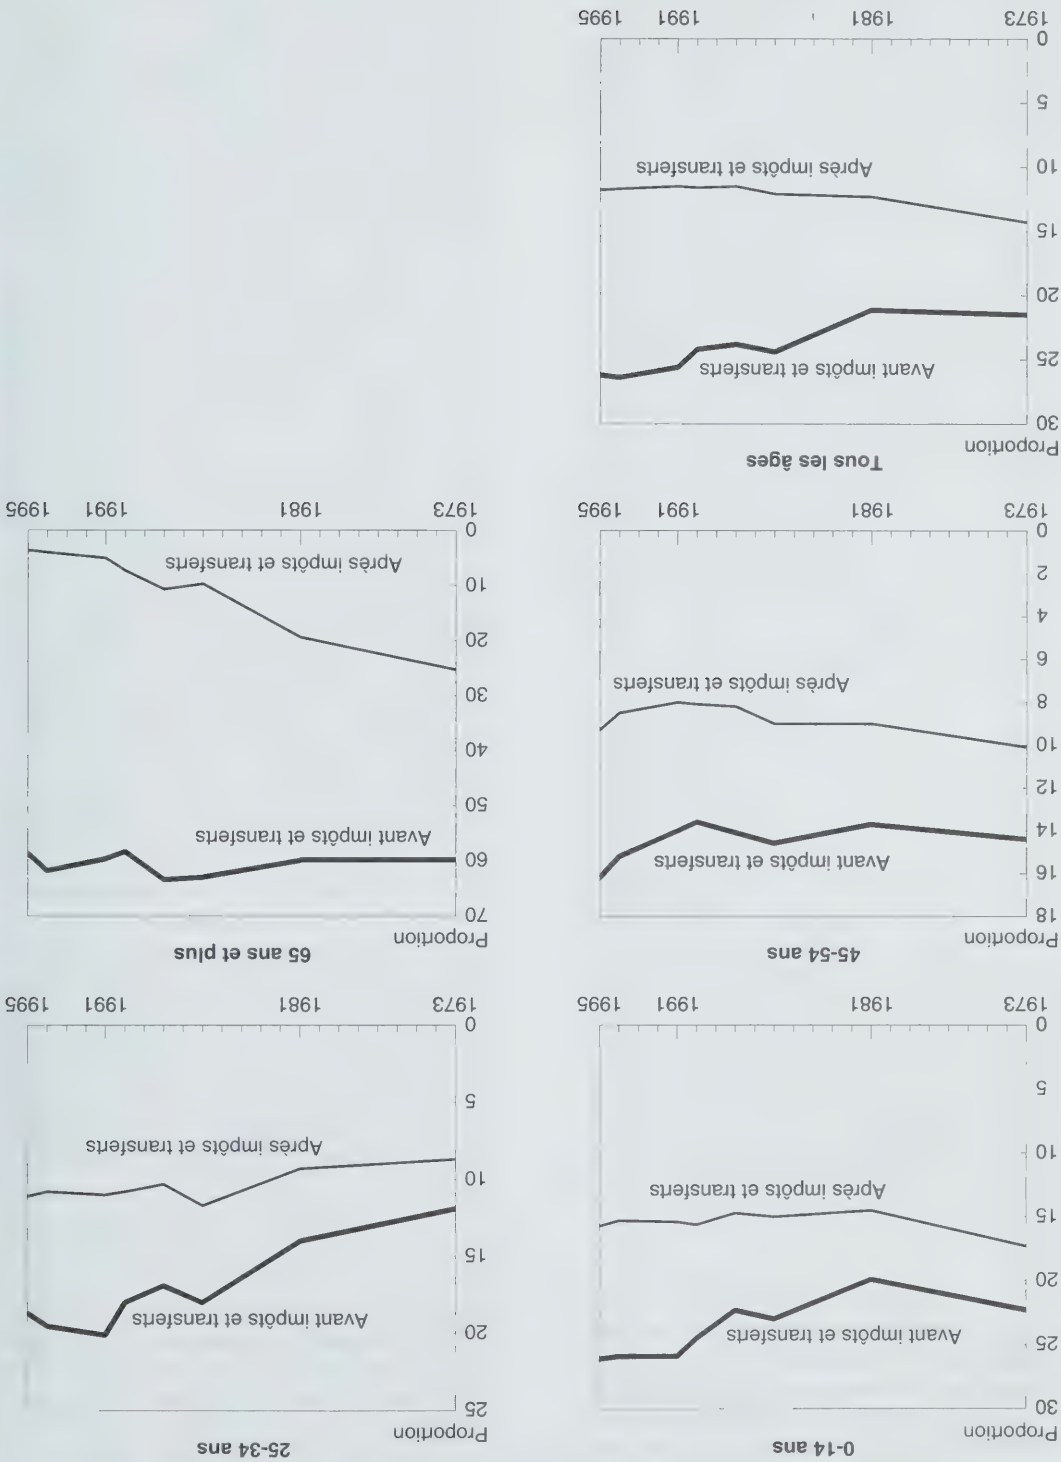 0-14 ans
Proportion
30
25
20
15
10
5
0
Avant impôts et transferts
Après impôts et transferts
1973
1981
1991
1995
25-34 ans
Proportion
25
20
15
10
5
0
Avant impôts et transferts
Après impôts et transferts
1973
1981
1991
1995
45-54 ans
Proportion
18
16
14
12
10
8
6
4
2
0
Avant impôts et transferts
Après impôts et transferts
1973
1981
1991
1995
65 ans et plus
Proportion
70
60
50
40
30
20
10
0
Avant impôts et transferts
Après impôts et transferts
1973
1981
1991
1995
Tous les âges
Proportion
30
25
20
15
10
5
0
Avant impôts et transferts
Après impôts et transferts
1973
1981
1991
1995